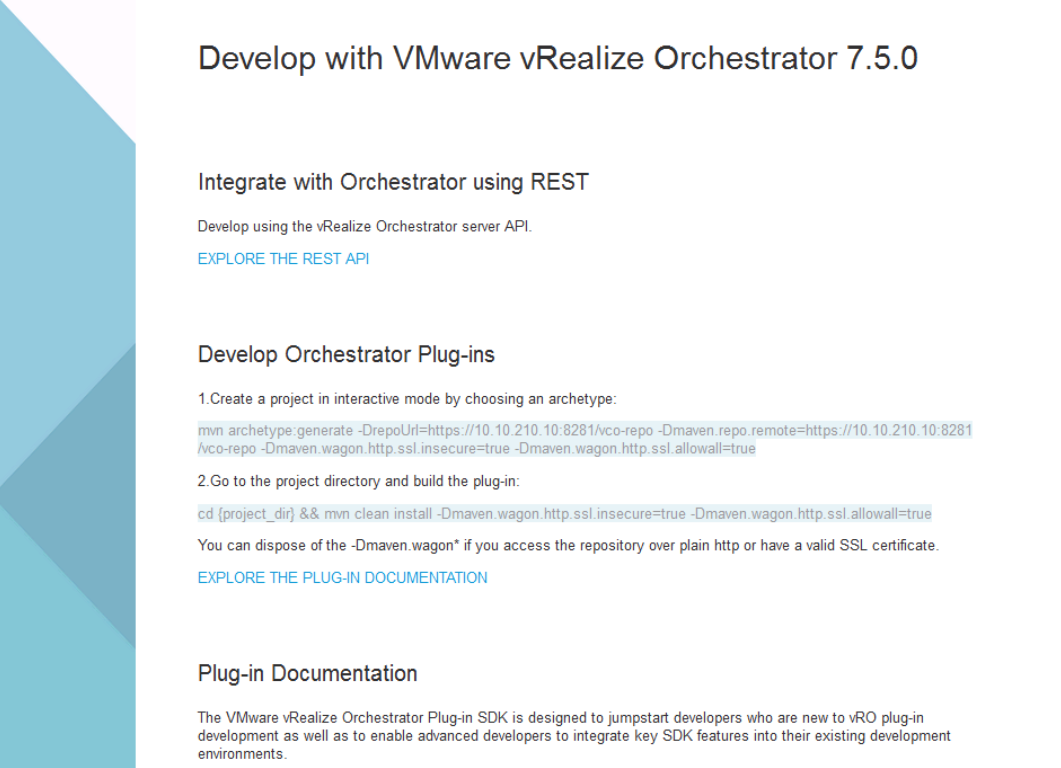 Develop with VMware vRealize Orchestrator 7.5.0
Integrate with Orchestrator using REST
Develop using the vRealize Orchestrator server API.
EXPLORE THE REST API
Develop Orchestrator Plug-ins
1.Create a project in interactive mode by choosing an archetype:
mvn archetype:generate -DrepoUrl=https://10.10.210.10:8281/vco-repo -Dmaven.repo.remote=https://10.10.210.10:8281
/vco-repo -Dmaven.wagon.http.ssl.insecure=true -Dmaven.wagon.http.ssl.allowall=true
2.Go to the project directory and build the plug-in:
cd {project_dir} && mvn clean install -Dmaven.wagon.http.ssl.insecure=true -Dmaven.wagon.http.ssl.allowall=true
You can dispose of the -Dmaven.wagon* if you access the repository over plain http or have a valid SSL certificate.
EXPLORE THE PLUG-IN DOCUMENTATION
Plug-in Documentation
The VMware vRealize Orchestrator Plug-in SDK is designed to jumpstart developers who are new to vRO plug-in
development as well as to enable advanced developers to integrate key SDK features into their existing development
environments.